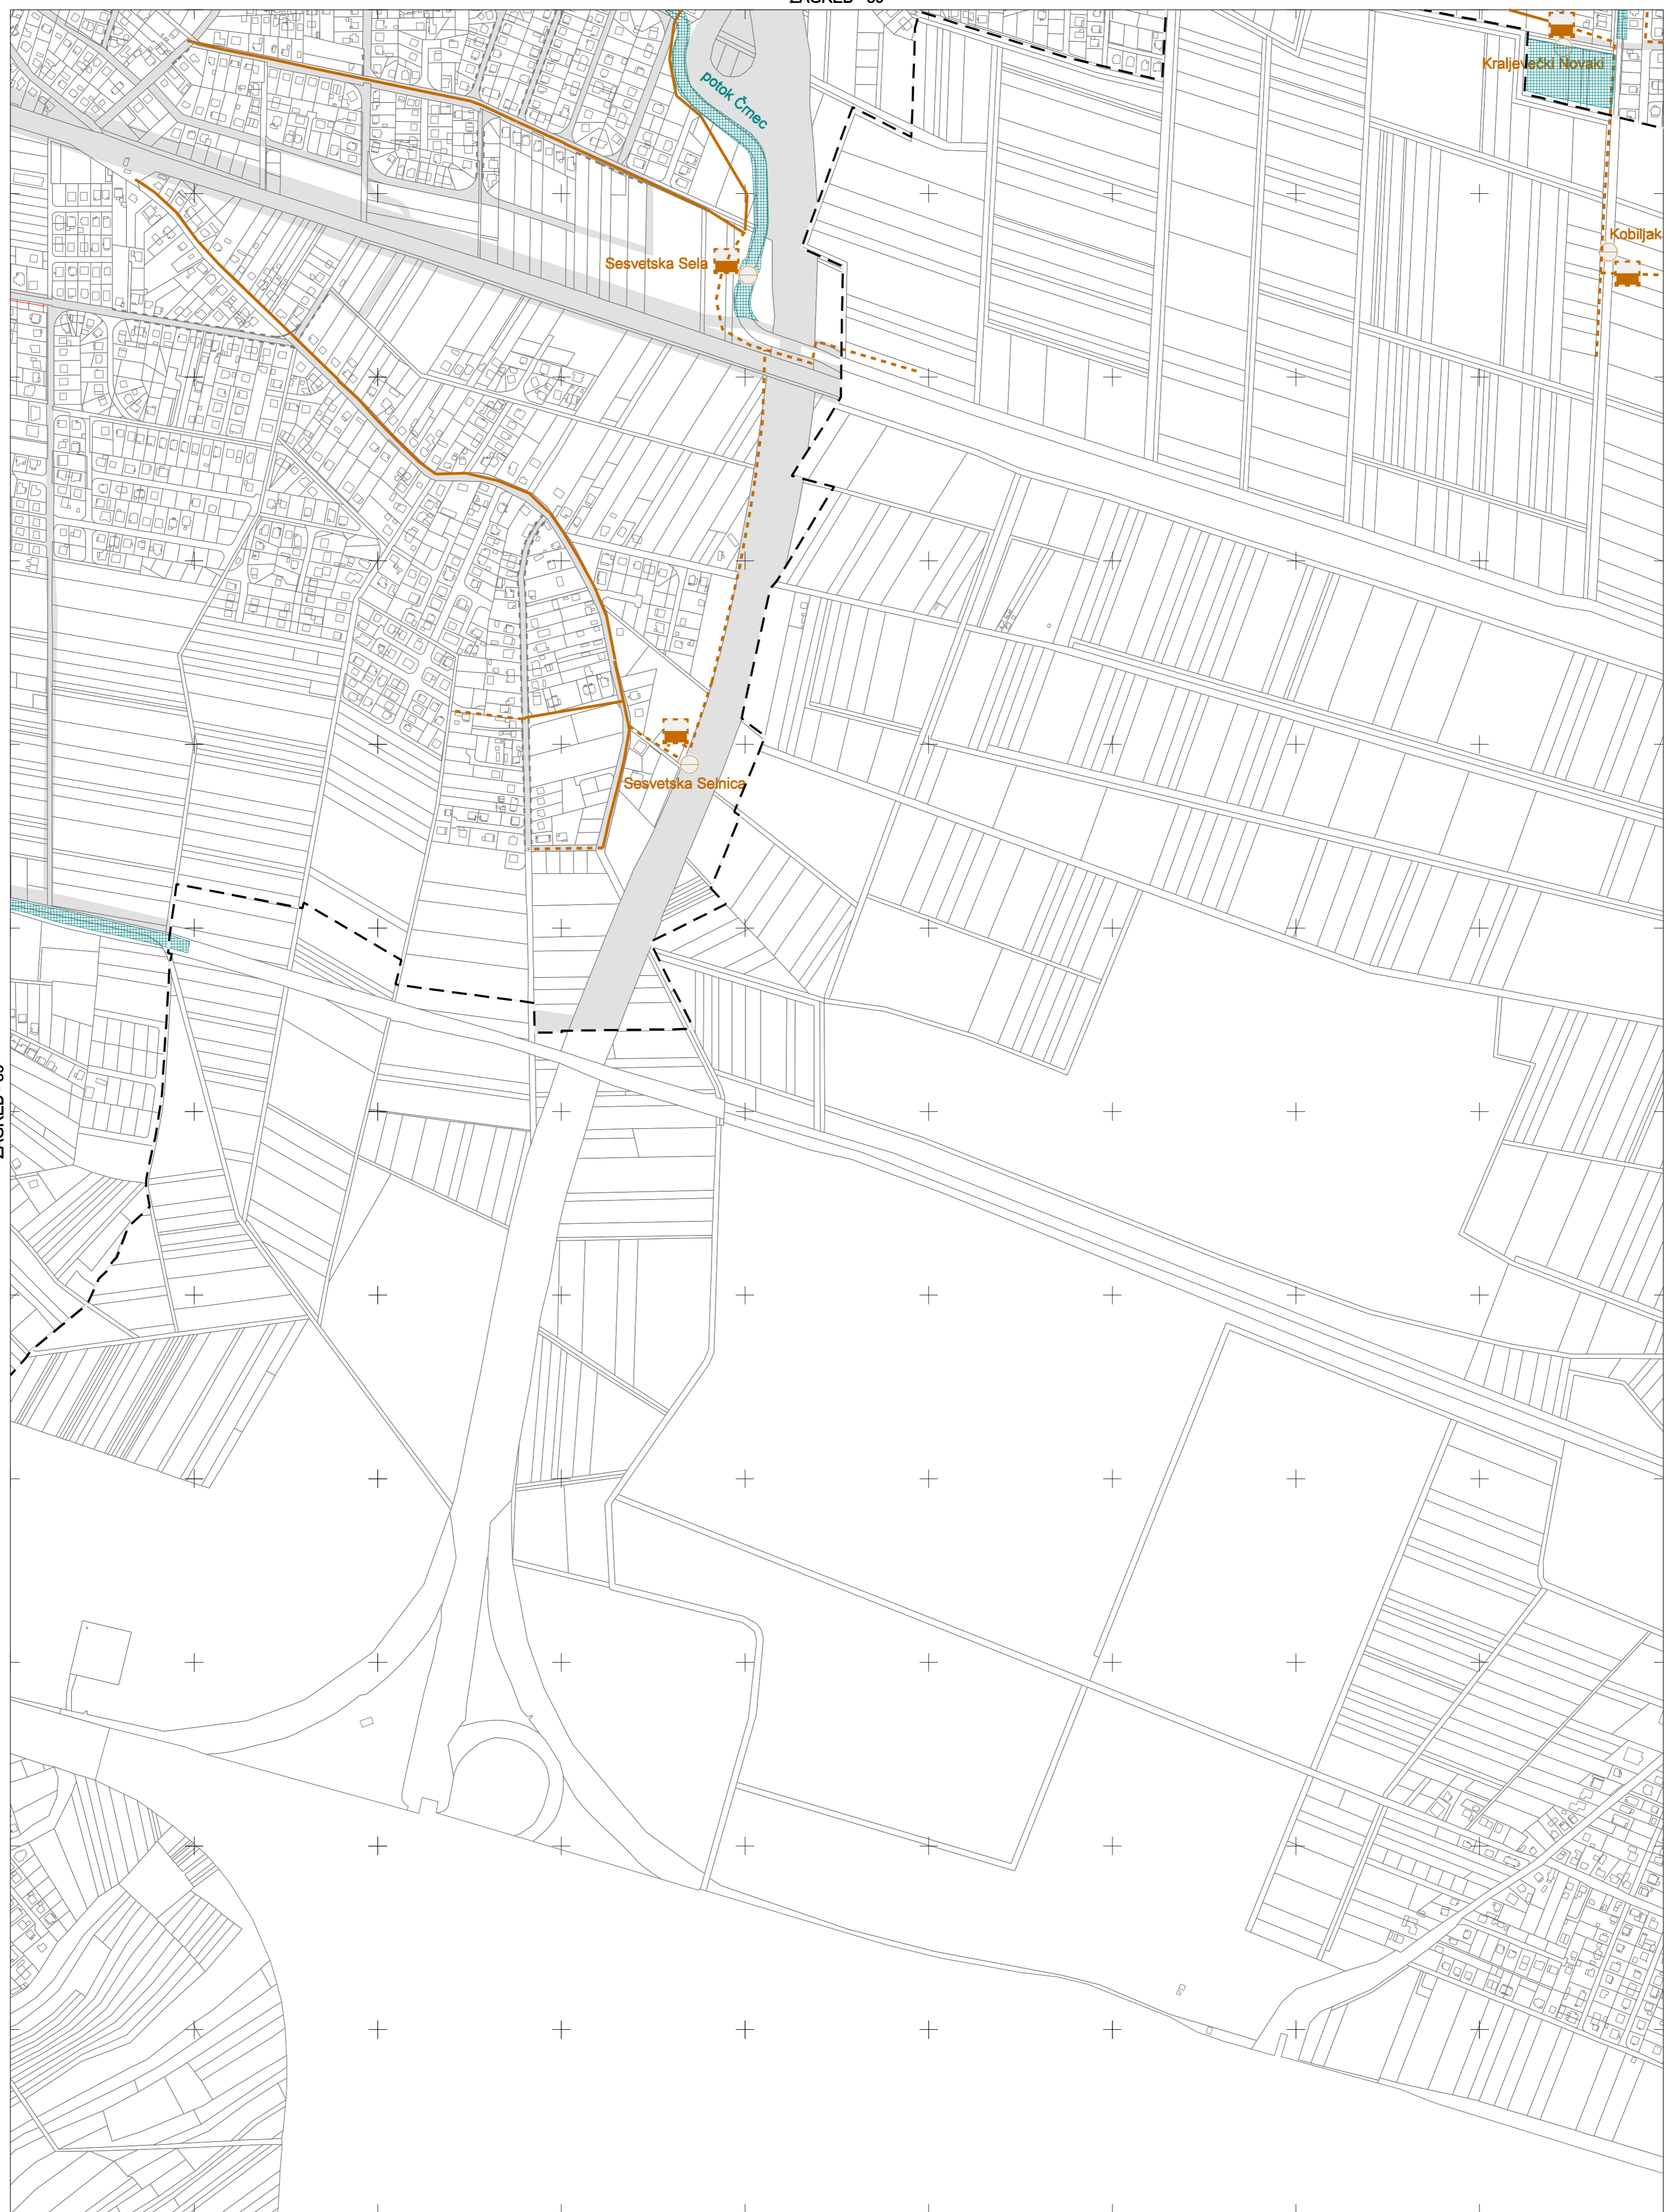 potok Črnec
Kraljevečki Novaki
Kobiljak
Sesvetska Sela
Sesvetska Selnica